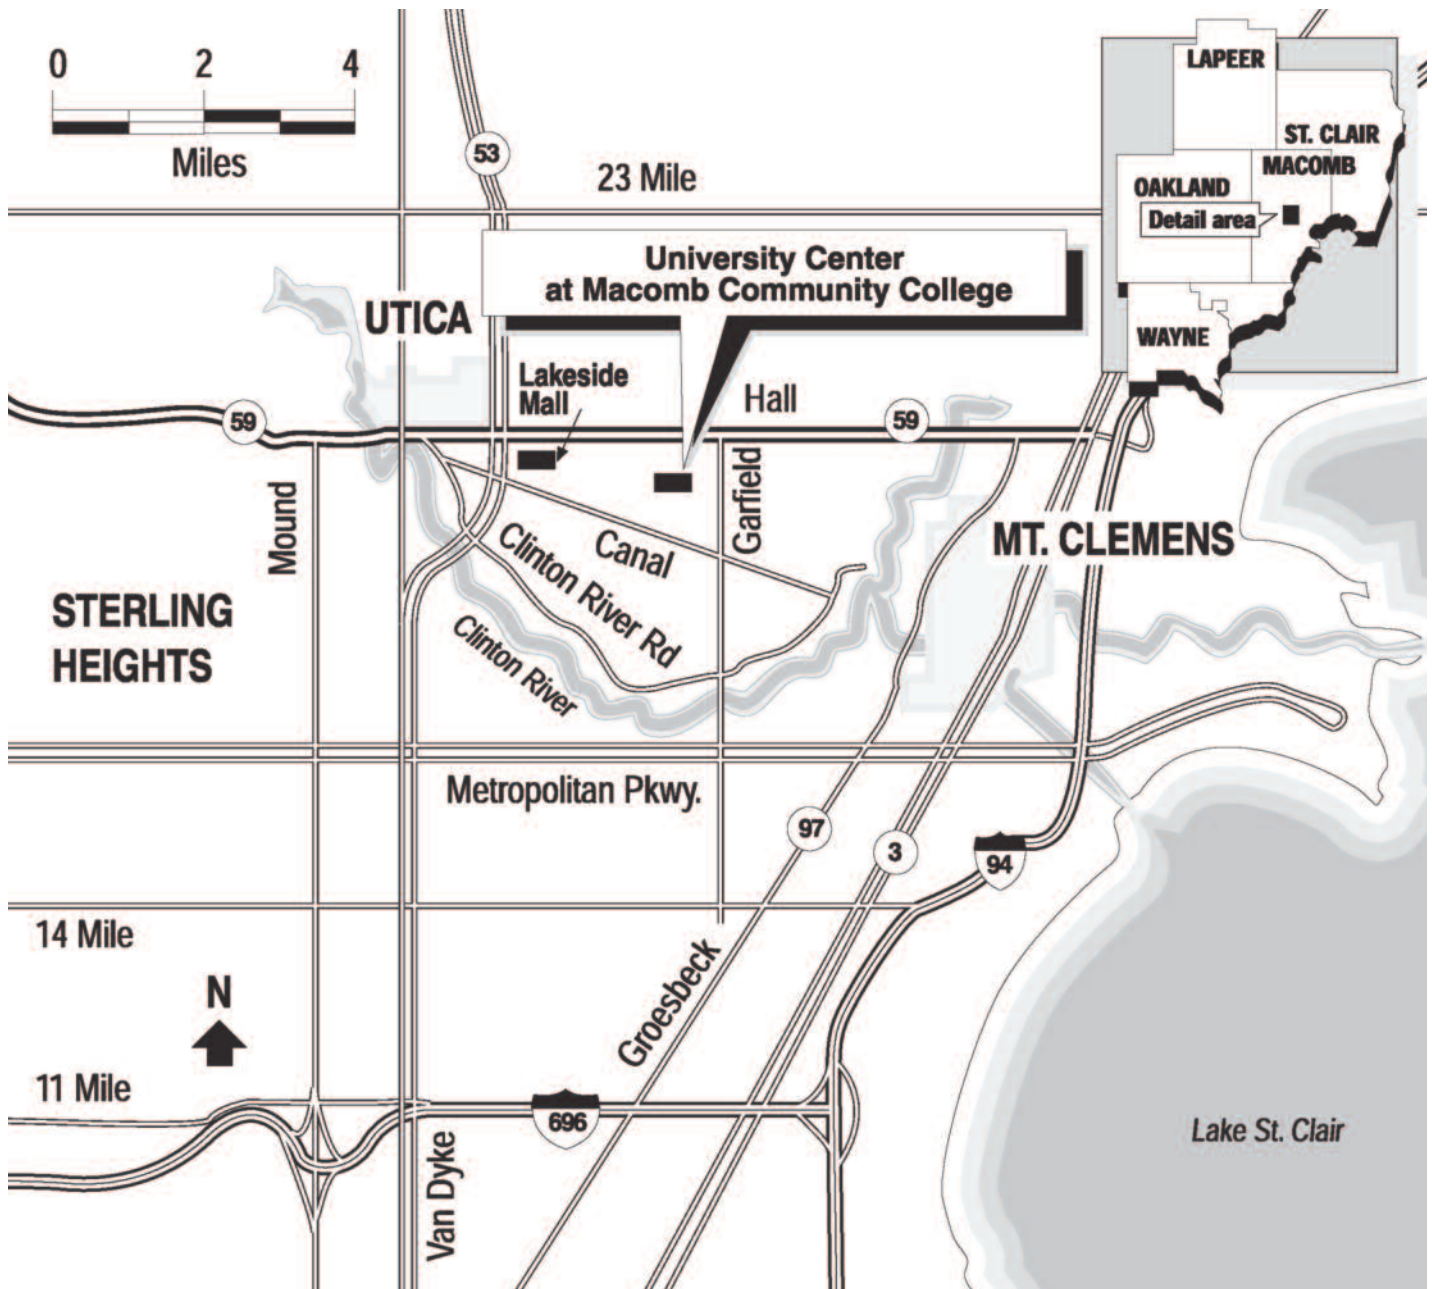 0 2 4
Miles
53
23 Mile
LAPEER
ST. CLAIR
MACOMB
OAKLAND
Detail area
WAYNE
University Center
at Macomb Community College
UTICA
Lakeside
Mall
Hall
59
59
Mound
Garfield
Canal
Clinton River Rd
Clinton River
MT. CLEMENS
STERLING
HEIGHTS
Metropolitan Pkwy.
97
3
94
14 Mile
Groesbeck
N
11 Mile
696
Van Dyke
Lake St. Clair